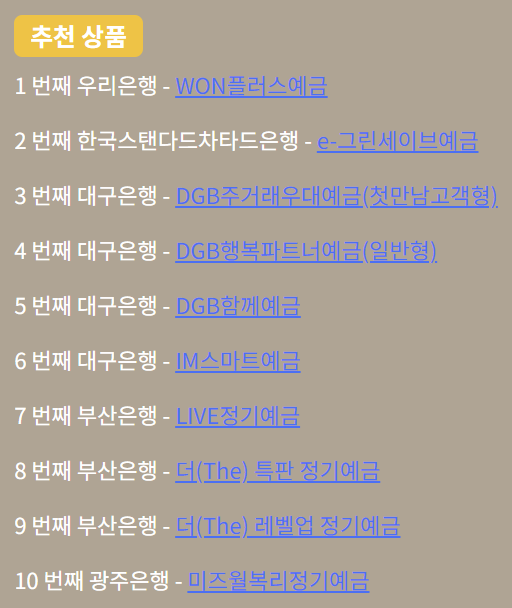 추천 상품
1 번째 우리은행 - WON플러스예금
2 번째 한국스탠다드차타드은행 - e-그린세이브예금
3 번째 대구은행 - DGB주거래우대예금(첫만남고객형)
4 번째 대구은행 - DGB행복파트너예금(일반형)
5 번째 대구은행 - DGB함께예금
6 번째 대구은행 - IM스마트예금
7 번째 부산은행 - LIVE정기예금
8 번째 부산은행 - 더(The) 특판 정기예금
9 번째 부산은행 - 더(The) 레벨업 정기예금
10 번째 광주은행 - 미즈월복리정기예금